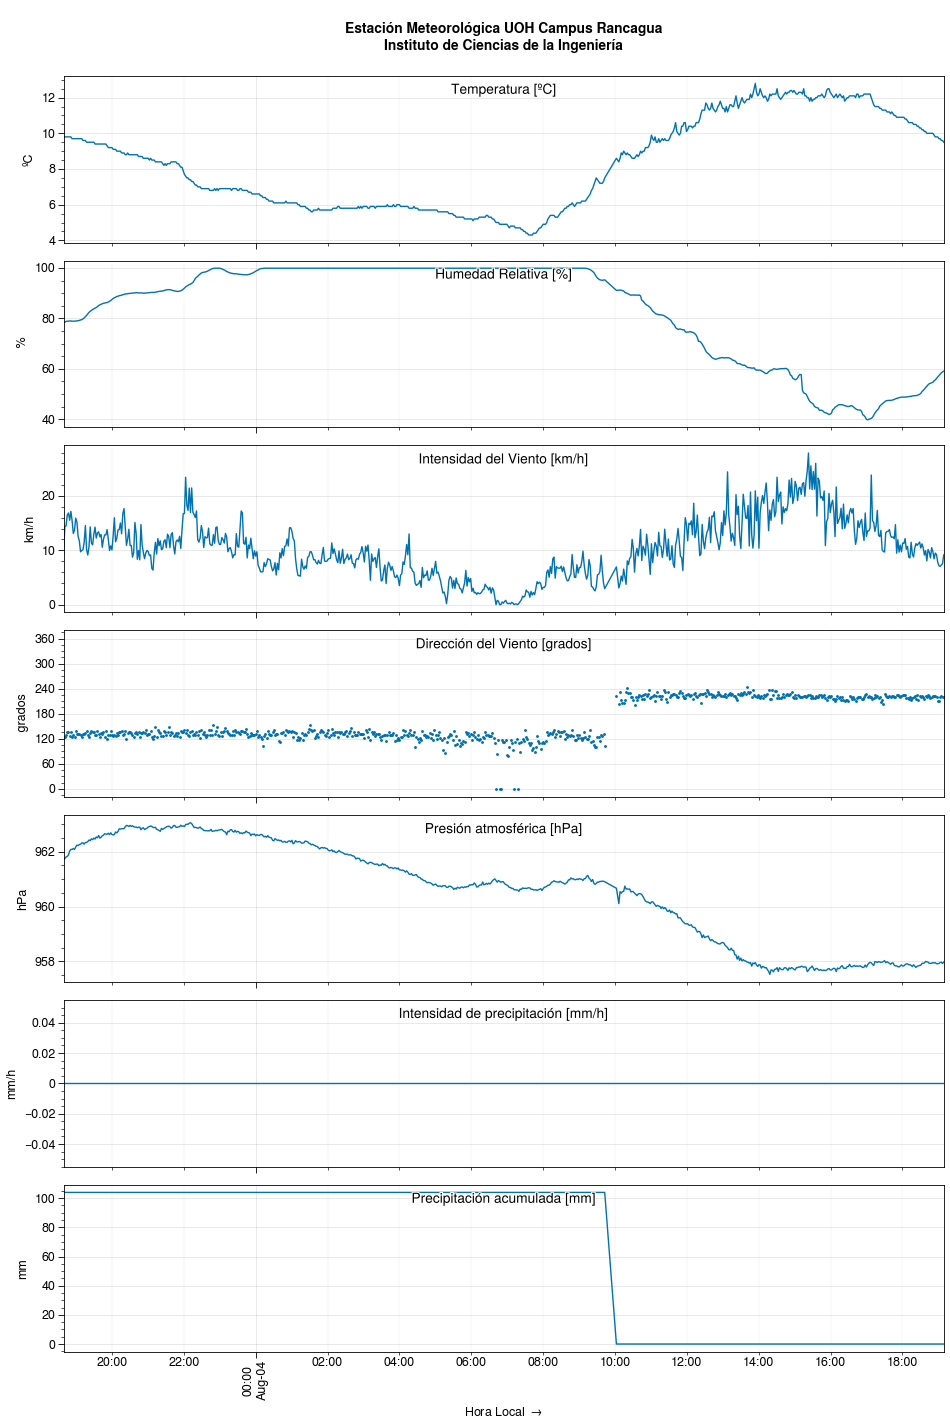 Estación Meteorológica UOH Campus Rancagua
Instituto de Ciencias de la Ingeniería
Temperatura [ºC]
12
10
8
6
4
ºC
Humedad Relativa [%]
100
80
60
40
%
Intensidad del Viento [km/h]
20
10
0
km/h
Dirección del Viento [grados]
360
300
240
180
120
60
0
grados
Presión atmosférica [hPa]
962
960
958
hPa
Intensidad de precipitación [mm/h]
0.04
0.02
0
−0.02
−0.04
mm/h
Precipitación acumulada [mm]
100
80
60
40
20
0
mm
20:00 22:00 00:00 02:00 04:00 06:00 08:00 10:00 12:00 14:00 16:00 18:00
Aug-04
Hora Local →